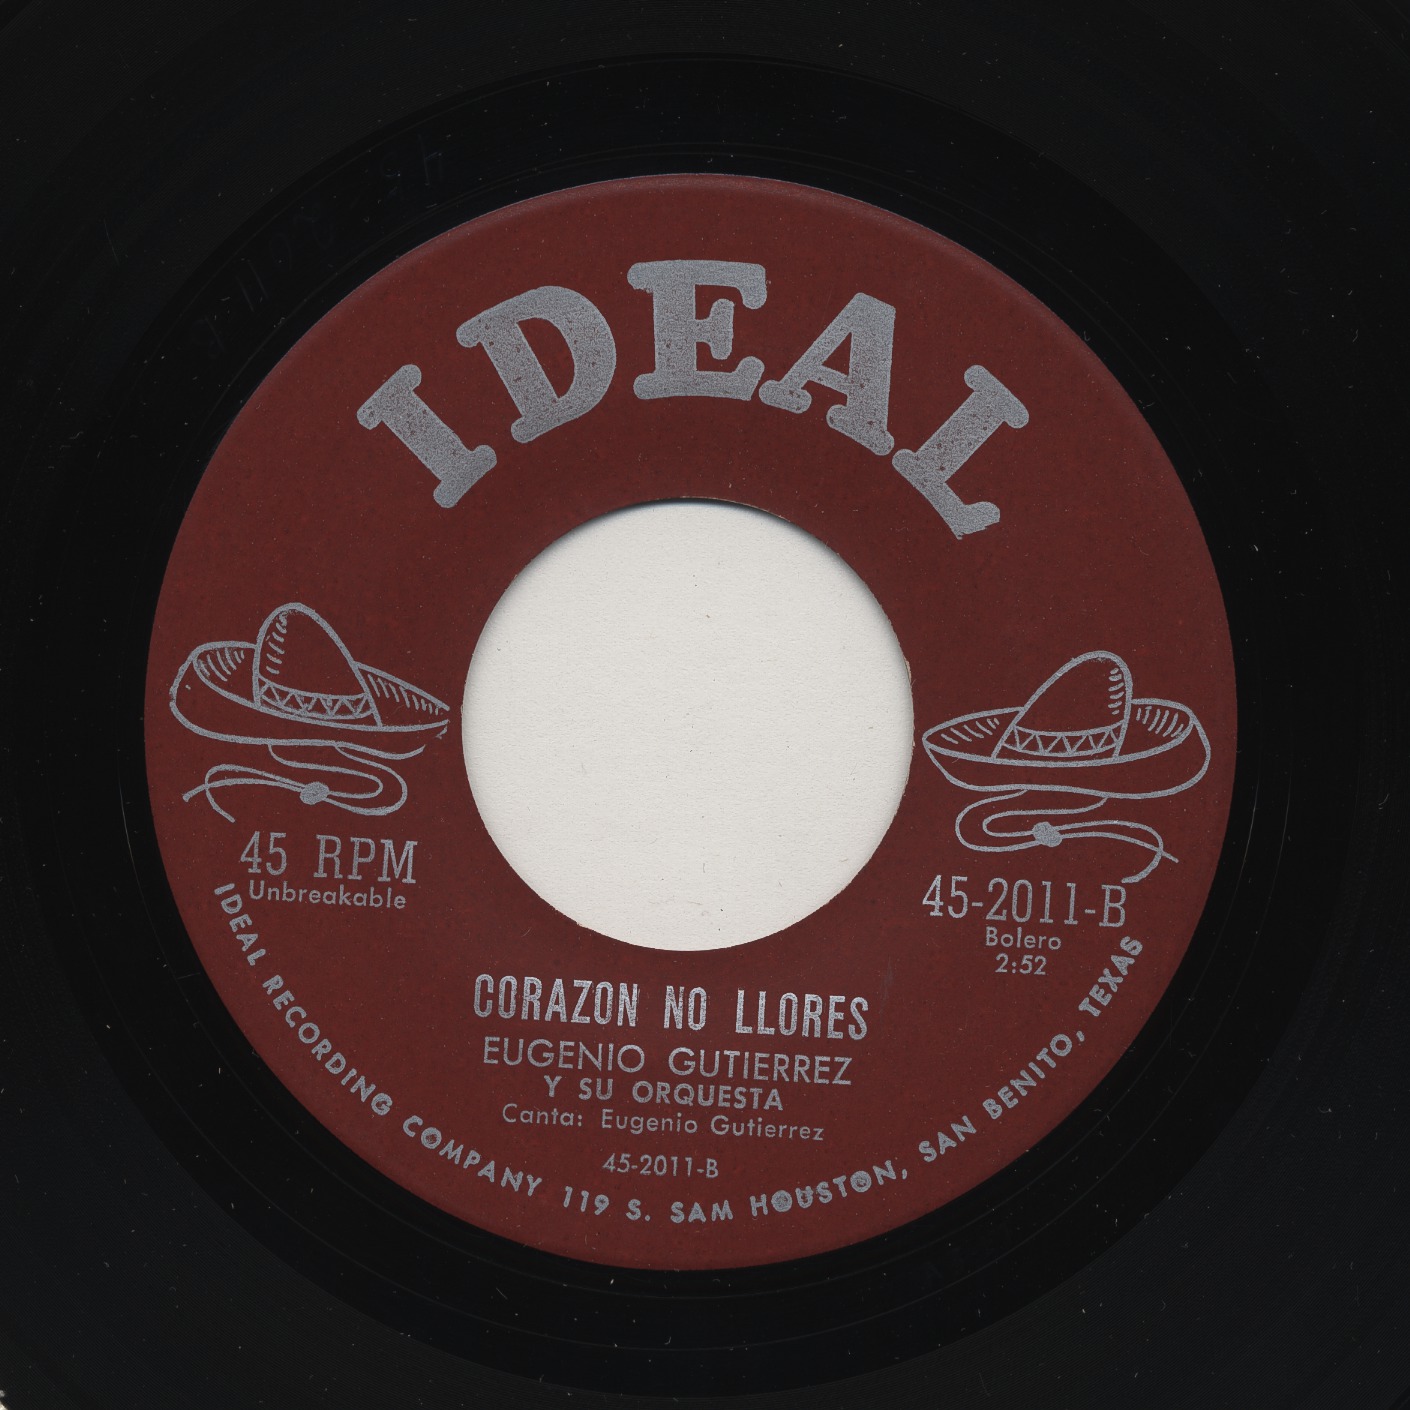 IDEAL
45 RPM
Unbreakable
45-2011-B
Bolero
2:52
CORAZON NO LLORES
EUGENIO GUTIERREZ
Y SU ORQUESTA
Canta: Eugenio Gutierrez
45-2011-B
IDEAL RECORDING COMPANY 119 S. SAM HOUSTON, SAN BENITO, TEXAS